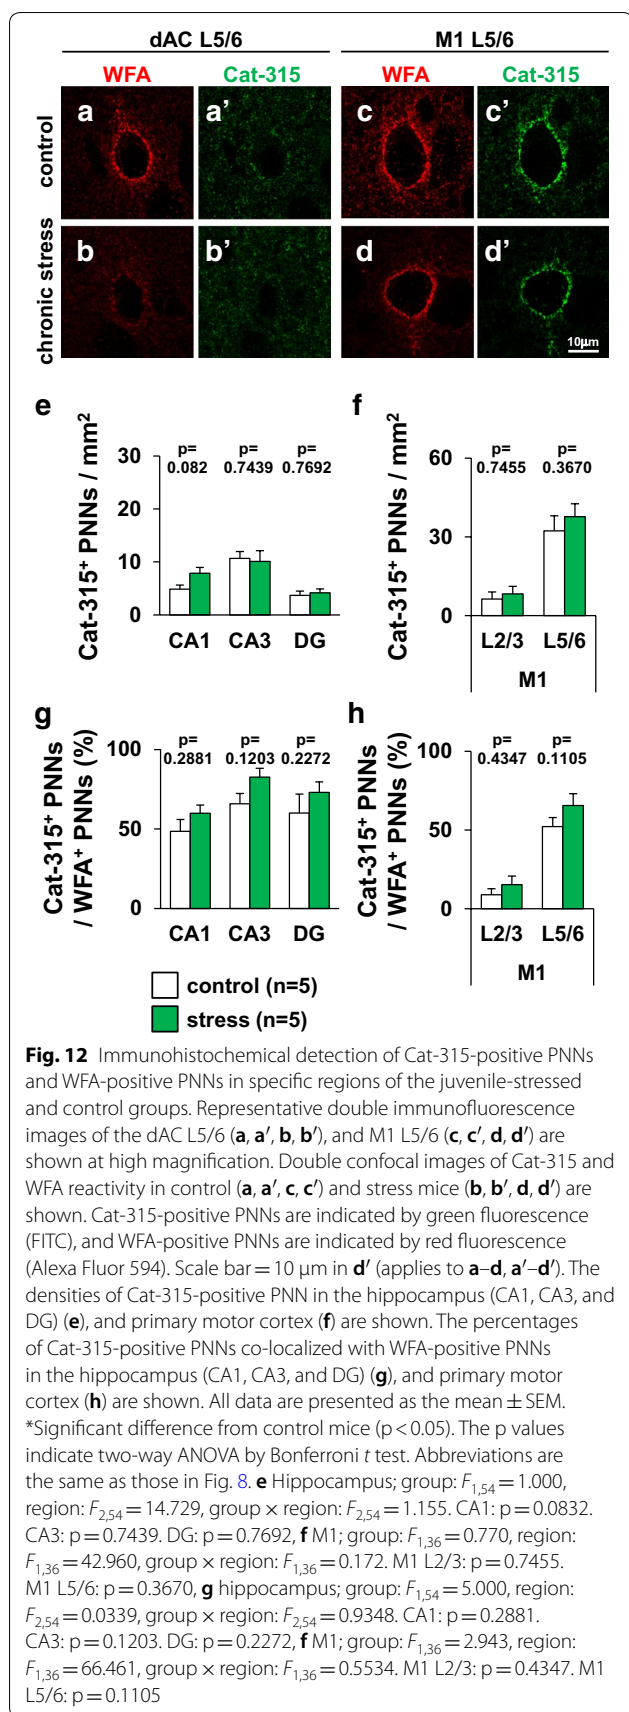 dAC L5/6 M1 L5/6
WFA Cat-315 WFA Cat-315
control
a a' c c'
chronic stress
b b' d d'
10μm
e
Cat-315+ PNNs / mm2
p= p= p=
0.082 0.7439 0.7692
30
20
10
0
CA1 CA3 DG
f
Cat-315+ PNNs / mm2
p= p=
0.7455 0.3670
60
30
0
L2/3 L5/6
M1
g
Cat-315+ PNNs
/ WFA+ PNNs (%)
p= p= p=
0.2881 0.1203 0.2272
100
50
0
CA1 CA3 DG
h
Cat-315+ PNNs
/ WFA+ PNNs (%)
p= p=
0.4347 0.1105
100
50
0
L2/3 L5/6
M1
control (n=5)
stress (n=5)
Fig. 12 Immunohistochemical detection of Cat-315-positive PNNs
and WFA-positive PNNs in specific regions of the juvenile-stressed
and control groups. Representative double immunofluorescence
images of the dAC L5/6 (a, a′, b, b′), and M1 L5/6 (c, c′, d, d′) are
shown at high magnification. Double confocal images of Cat-315 and
WFA reactivity in control (a, a′, c, c′) and stress mice (b, b′, d, d′) are
shown. Cat-315-positive PNNs are indicated by green fluorescence
(FITC), and WFA-positive PNNs are indicated by red fluorescence
(Alexa Fluor 594). Scale bar = 10 µm in d′ (applies to a–d, a′–d′). The
densities of Cat-315-positive PNN in the hippocampus (CA1, CA3, and
DG) (e), and primary motor cortex (f) are shown. The percentages
of Cat-315-positive PNNs co-localized with WFA-positive PNNs
in the hippocampus (CA1, CA3, and DG) (g), and primary motor
cortex (h) are shown. All data are presented as the mean ± SEM.
*Significant difference from control mice (p < 0.05). The p values
indicate two-way ANOVA by Bonferroni t test. Abbreviations are
the same as those in Fig. 8. e Hippocampus; group: F1,54 = 1.000,
region: F2,54 = 14.729, group × region: F2,54 = 1.155. CA1: p = 0.0832.
CA3: p = 0.7439. DG: p = 0.7692, f M1; group: F1,36 = 0.770, region:
F1,36 = 42.960, group × region: F1,36 = 0.172. M1 L2/3: p = 0.7455.
M1 L5/6: p = 0.3670, g hippocampus; group: F1,54 = 5.000, region:
F2,54 = 0.0339, group × region: F2,54 = 0.9348. CA1: p = 0.2881.
CA3: p = 0.1203. DG: p = 0.2272, f M1; group: F1,36 = 2.943, region:
F1,36 = 66.461, group × region: F1,36 = 0.5534. M1 L2/3: p = 0.4347. M1
L5/6: p = 0.1105